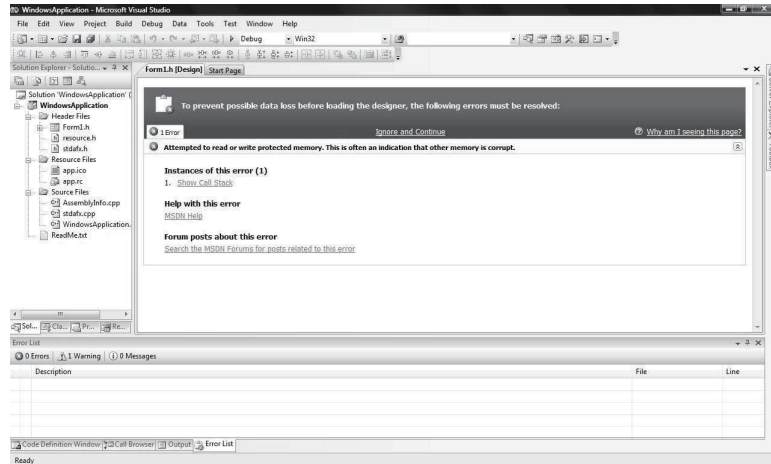 WindowsApplication - Microsoft Visual Studio
File Edit View Project Build Debug Data Tools Test Window Help
Debug Win32
Solution Explorer - Solutio...
Form1.h [Design] Start Page
Solution 'WindowsApplication' (
WindowsApplication
Header Files
Form1.h
resource.h
stdafx.h
Resource Files
app.ico
app.rc
Source Files
AssemblyInfo.cpp
stdafx.cpp
WindowsApplication.
ReadMe.txt
Sol... Cla... Pr... Re...
To prevent possible data loss before loading the designer, the following errors must be resolved:
1 Error Ignore and Continue Why am I seeing this page?
Attempted to read or write protected memory. This is often an indication that other memory is corrupt.
Instances of this error (1)
1. Show Call Stack
Help with this error
MSDN Help
Forum posts about this error
Search the MSDN Forums for posts related to this error
Error List
0 Errors 1 Warning 0 Messages
Description File Line
Code Definition Window Call Browser Output Error List
Ready